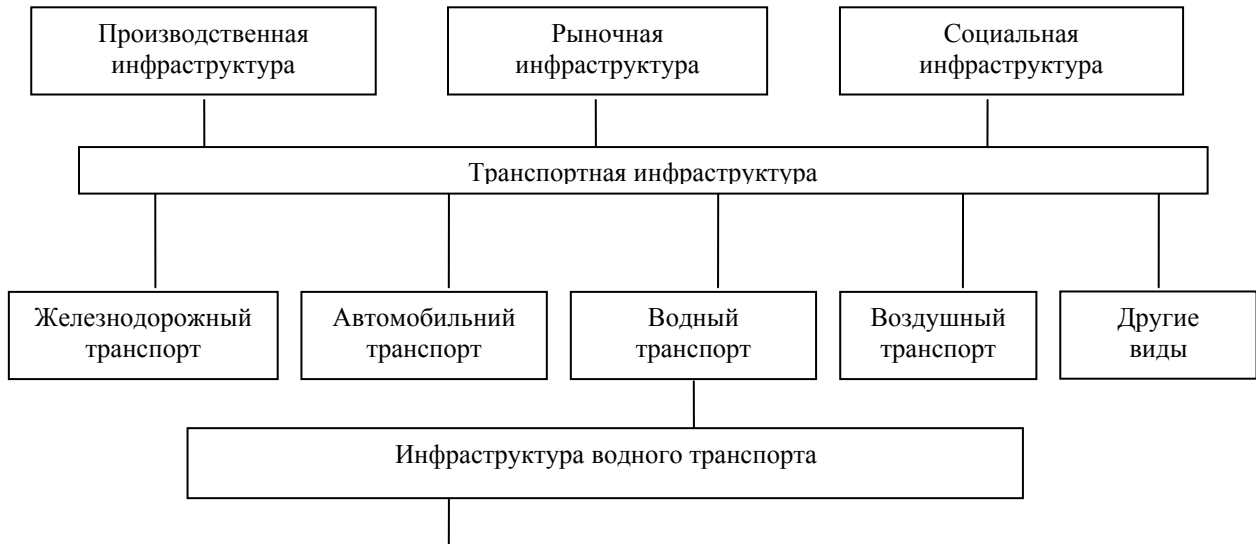 Производственная
инфраструктура
Рыночная
инфраструктура
Социальная
инфраструктура
Транспортная инфраструктура
Железнодорожный
транспорт
Автомобильний
транспорт
Водный
транспорт
Воздушный
транспорт
Другие
виды
Инфраструктура водного транспорта